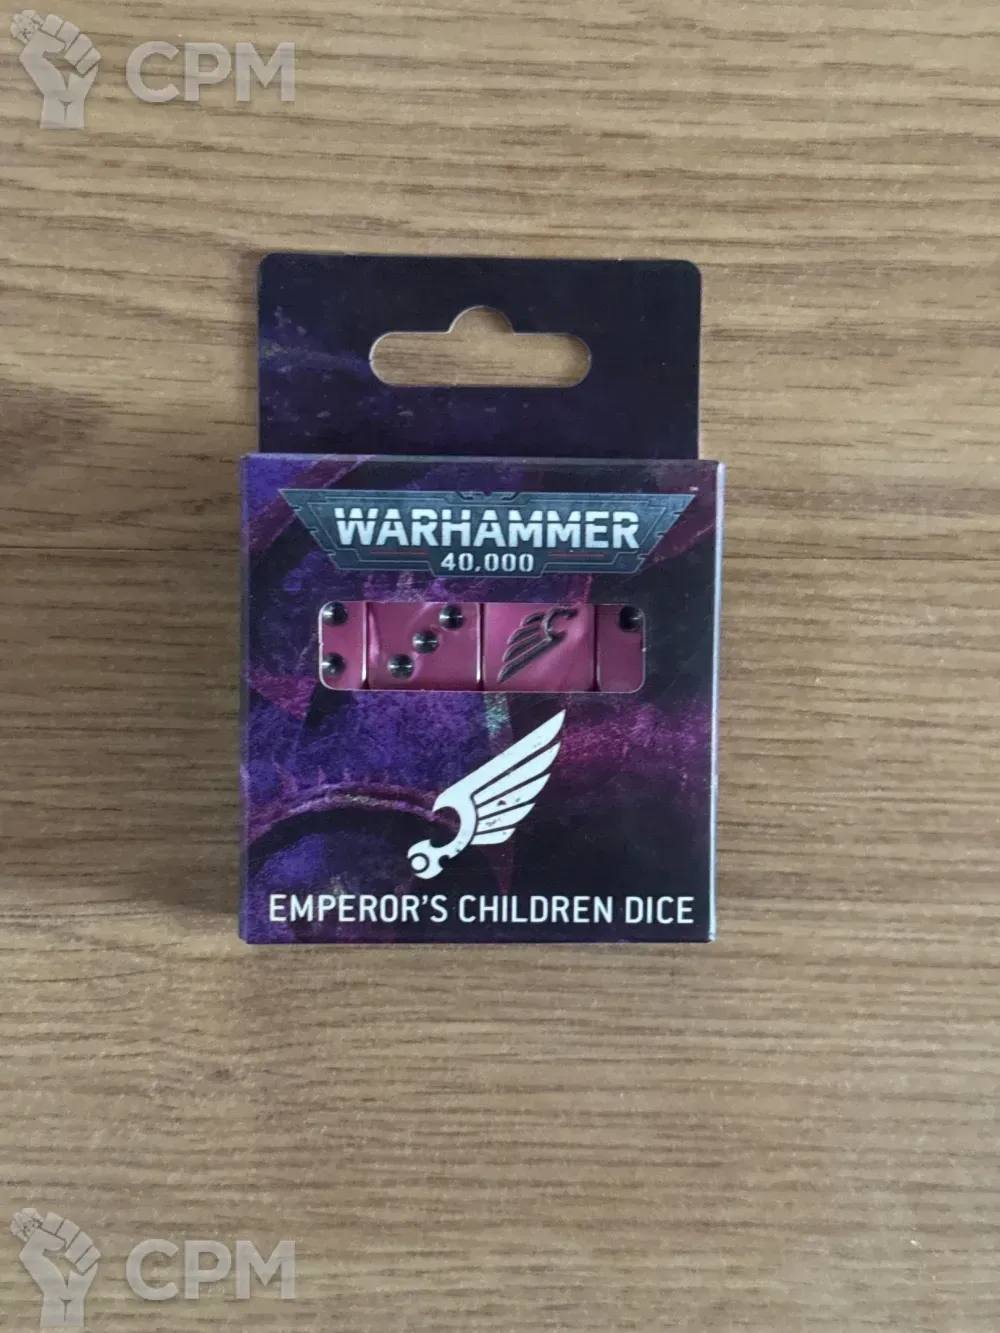 CPM
WARHAMMER
40,000
EMPEROR'S CHILDREN DICE
CPM